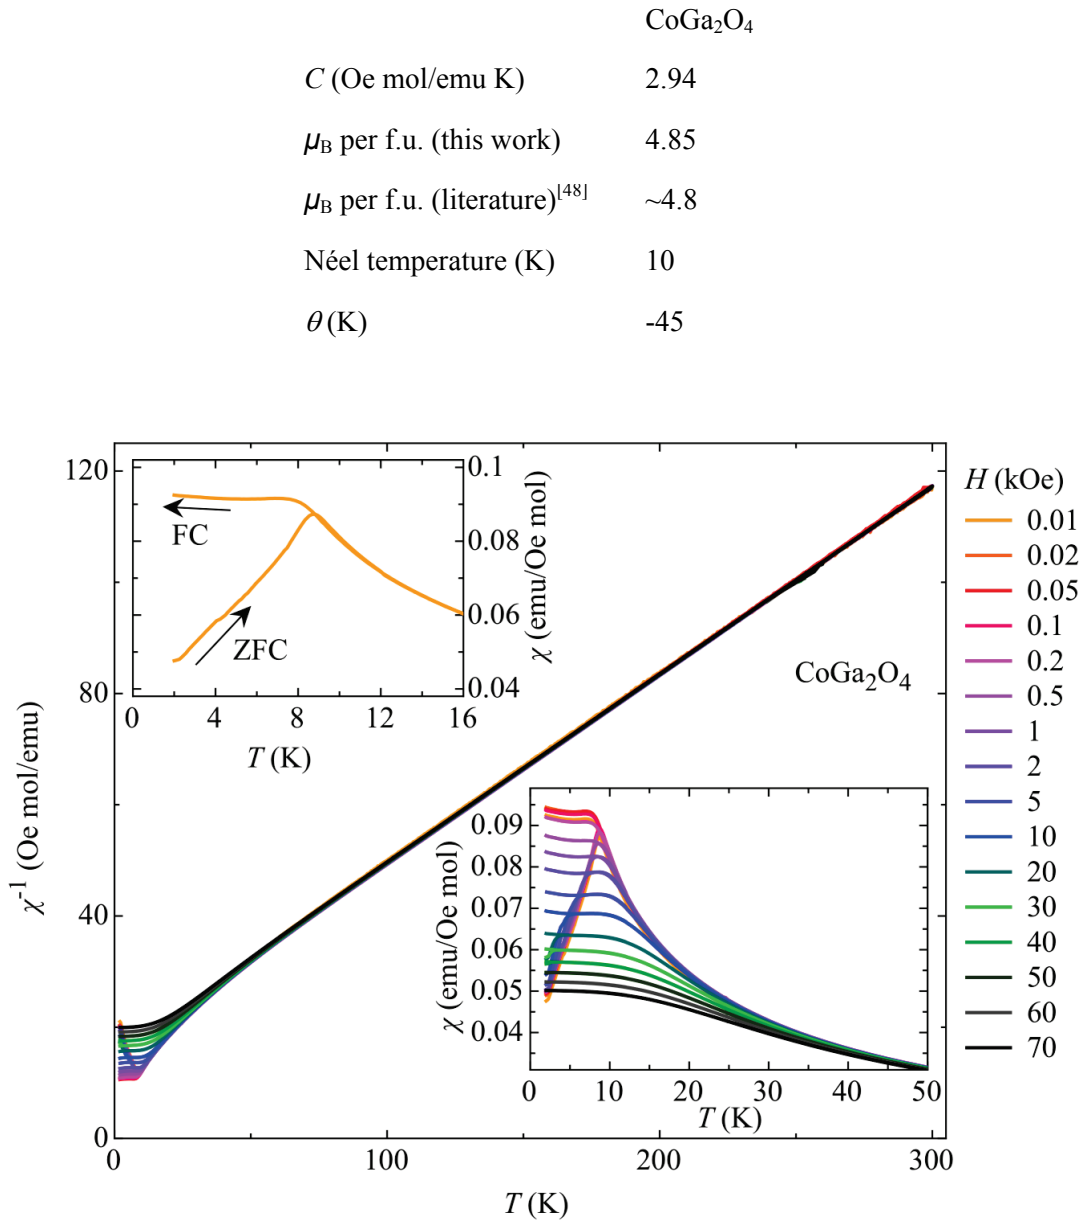 CoGa₂O₄
C (Oe mol/emu K) 2.94
μB per f.u. (this work) 4.85
μB per f.u. (literature)[48] ~4.8
Néel temperature (K) 10
θ (K) -45
120
80
40
0
χ⁻¹ (Oe mol/emu)
0 100 200 300
T (K)
0.1
0.08
0.06
0.04
χ (emu/Oe mol)
FC
ZFC
0 4 8 12 16
T (K)
CoGa₂O₄
0.09
0.08
0.07
0.06
0.05
0.04
χ (emu/Oe mol)
0 10 20 30 40 50
T (K)
H (kOe)
0.01
0.02
0.05
0.1
0.2
0.5
1
2
5
10
20
30
40
50
60
70